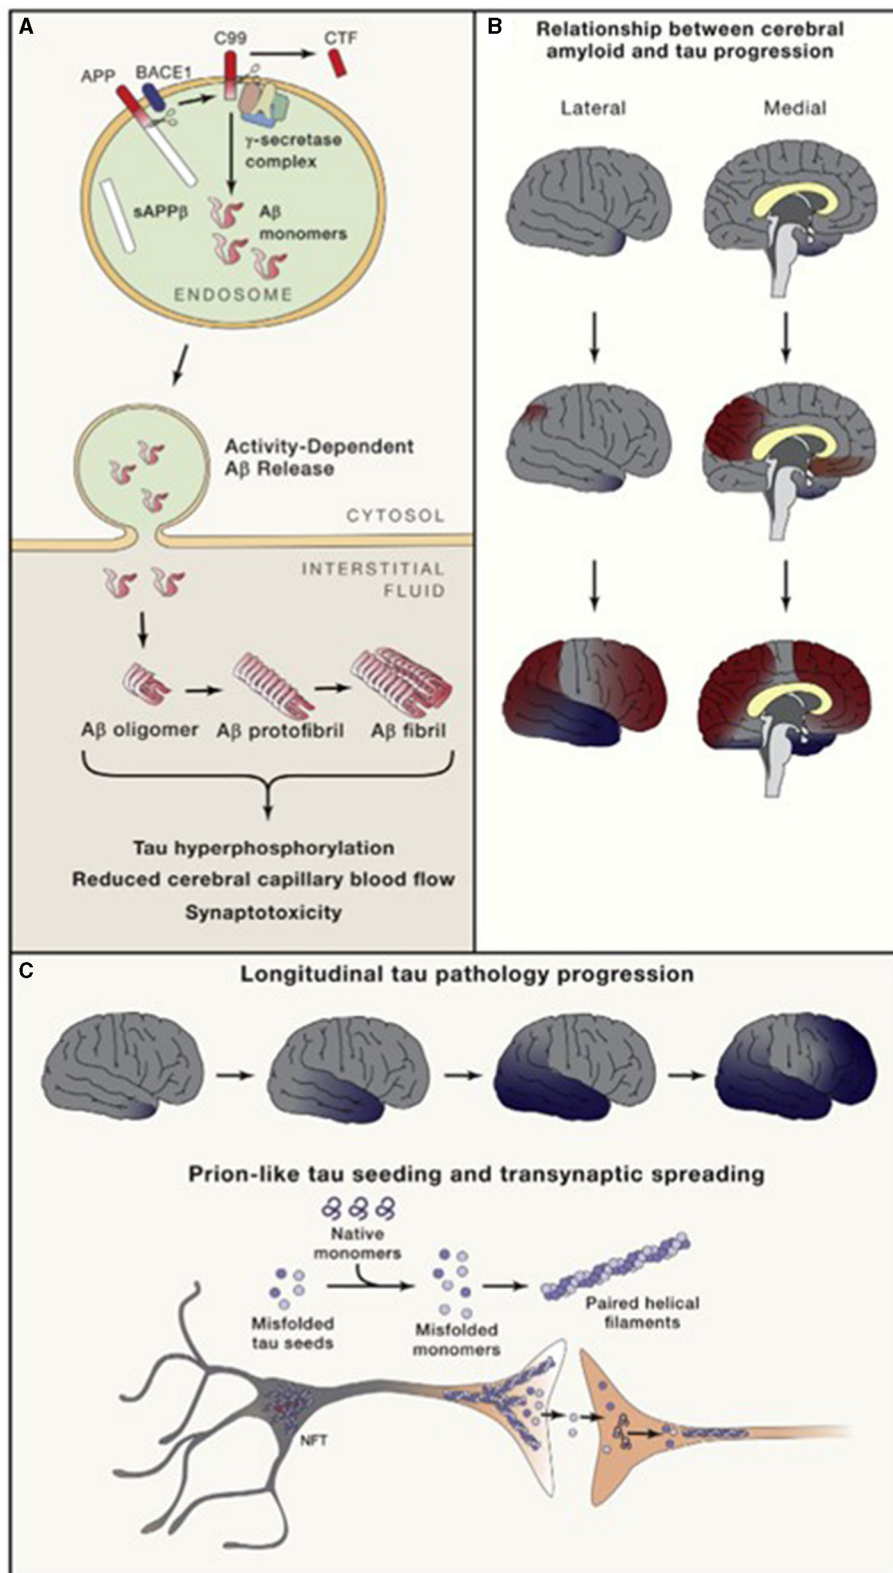 A
C99
CTF
APP
BACE1
γ-secretase
complex
sAPPβ
Aβ
monomers
ENDOSOME
Activity-Dependent
Aβ Release
CYTOSOL
INTERSTITIAL
FLUID
Aβ oligomer
Aβ protofibril
Aβ fibril
Tau hyperphosphorylation
Reduced cerebral capillary blood flow
Synaptotoxicity
B
Relationship between cerebral
amyloid and tau progression
Lateral
Medial
C
Longitudinal tau pathology progression
Prion-like tau seeding and transynaptic spreading
Native
monomers
Misfolded
tau seeds
Misfolded
monomers
Paired helical
filaments
NFT